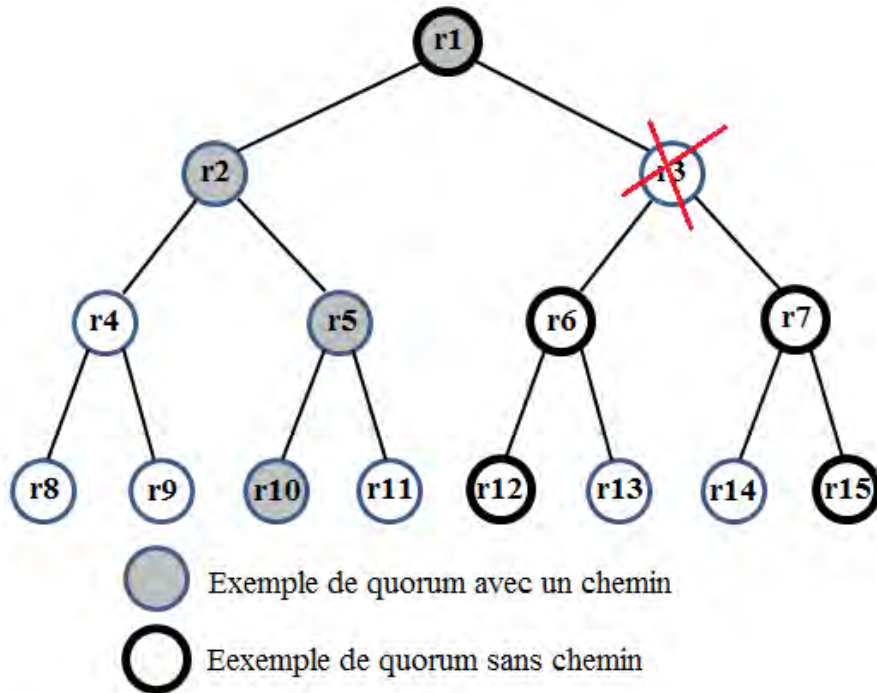 r1
r2 r3
r4 r5 r6 r7
r8 r9 r10 r11 r12 r13 r14 r15
Exemple de quorum avec un chemin
Eexemple de quorum sans chemin